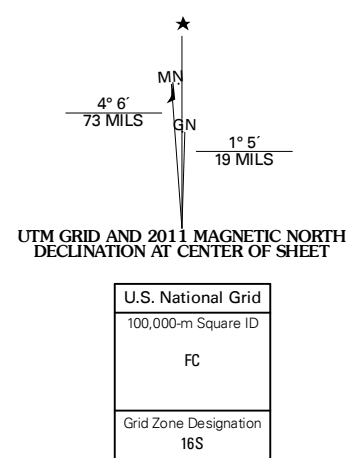 MN
4° 6´
73 MILS
GN
1° 5´
19 MILS
UTM GRID AND 2011 MAGNETIC NORTH
DECLINATION AT CENTER OF SHEET
U.S. National Grid
100,000-m Square ID
FC
Grid Zone Designation
16S